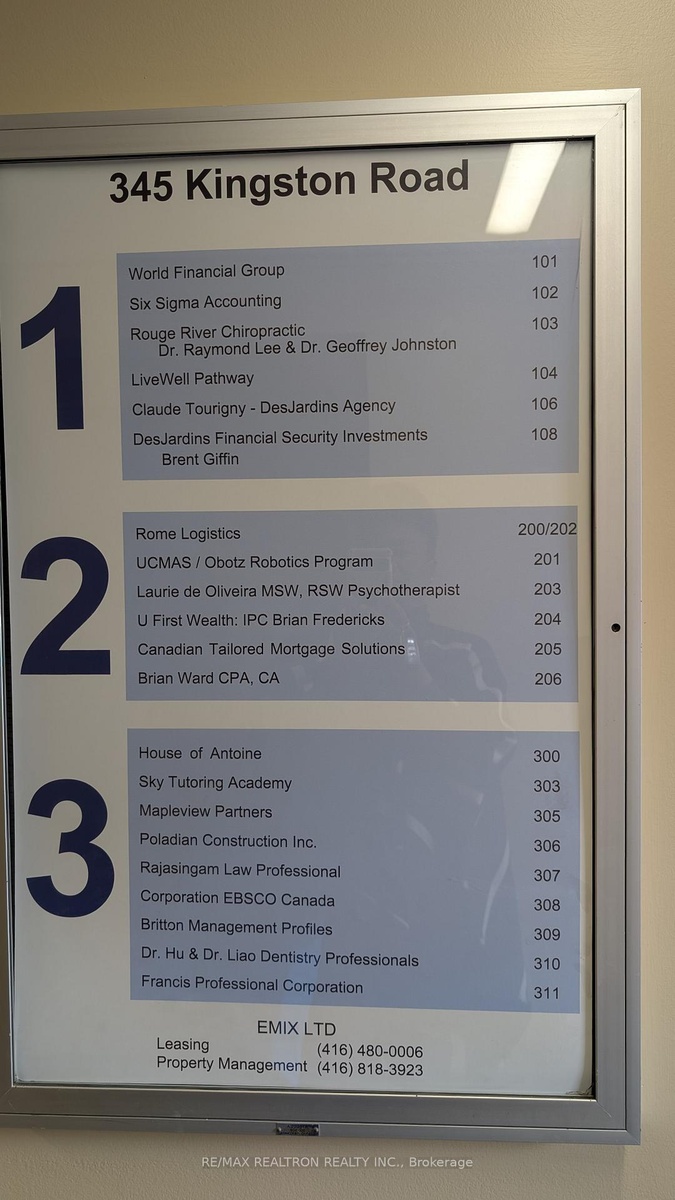 345 Kingston Road
1
World Financial Group 101
Six Sigma Accounting 102
Rouge River Chiropractic 103
Dr. Raymond Lee & Dr. Geoffrey Johnston
LiveWell Pathway 104
Claude Tourigny - DesJardins Agency 106
DesJardins Financial Security Investments 108
Brent Giffin
2
Rome Logistics 200/202
UCMAS / Obotz Robotics Program 201
Laurie de Oliveira MSW, RSW Psychotherapist 203
U First Wealth: IPC Brian Fredericks 204
Canadian Tailored Mortgage Solutions 205
Brian Ward CPA, CA 206
3
House of Antoine 300
Sky Tutoring Academy 303
Mapleview Partners 305
Poladian Construction Inc. 306
Rajasingam Law Professional 307
Corporation EBSCO Canada 308
Britton Management Profiles 309
Dr. Hu & Dr. Liao Dentistry Professionals 310
Francis Professional Corporation 311
EMIX LTD
Leasing (416) 480-0006
Property Management (416) 818-3923
RE/MAX REALTRON REALTY INC., Brokerage